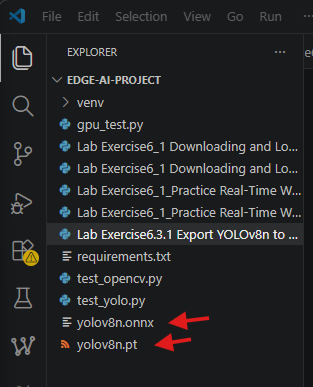 File Edit Selection View Go Run
EXPLORER
EDGE-AI-PROJECT
venv
gpu_test.py
Lab Exercise6_1 Downloading and Lo...
Lab Exercise6_1 Downloading and Lo...
Lab Exercise6_1_Practice Real-Time W...
Lab Exercise6_1_Practice Real-Time W...
Lab Exercise6.3.1 Export YOLOv8n to ...
requirements.txt
test_opencv.py
test_yolo.py
yolov8n.onnx
yolov8n.pt